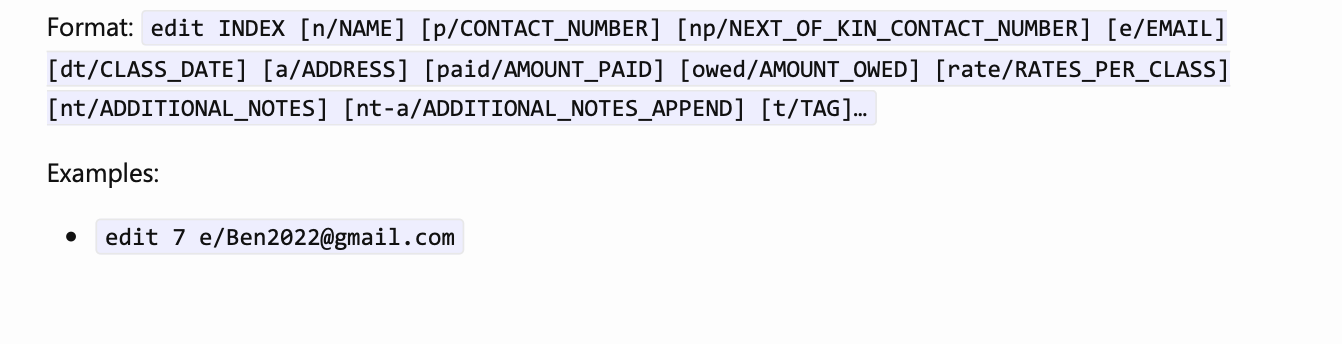 Format: edit INDEX [n/NAME] [p/CONTACT_NUMBER] [np/NEXT_OF_KIN_CONTACT_NUMBER] [e/EMAIL]
[dt/CLASS_DATE] [a/ADDRESS] [paid/AMOUNT_PAID] [owed/AMOUNT_OWED] [rate/RATES_PER_CLASS]
[nt/ADDITIONAL_NOTES] [nt-a/ADDITIONAL_NOTES_APPEND] [t/TAG]…
Examples:
• edit 7 e/Ben2022@gmail.com